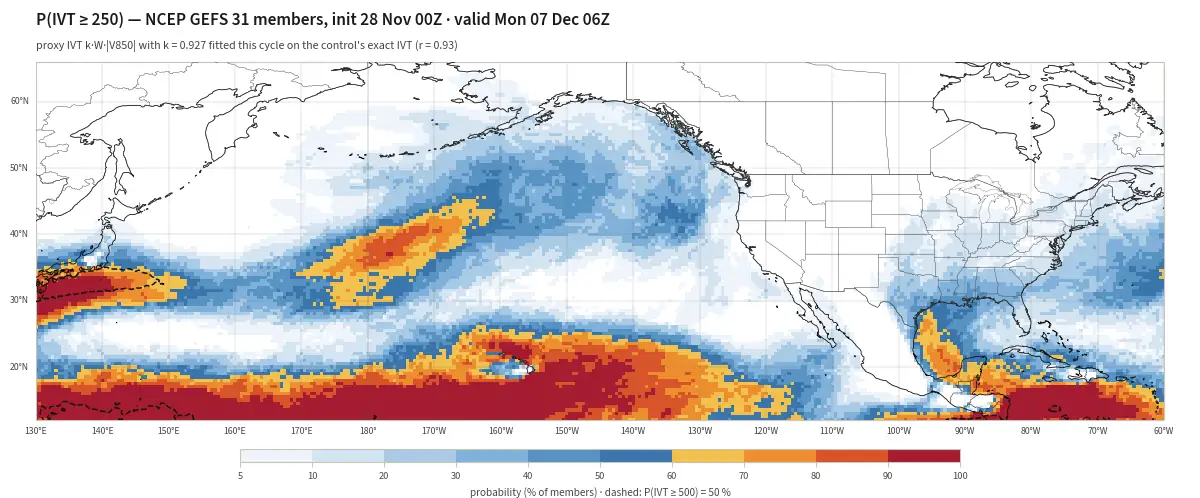 P(IVT ≥ 250) — NCEP GEFS 31 members, init 28 Nov 00Z · valid Mon 07 Dec 06Z
proxy IVT k·W·|V850| with k = 0.927 fitted this cycle on the control's exact IVT (r = 0.93)
60°N
50°N
40°N
30°N
20°N
130°E 140°E 150°E 160°E 170°E 180° 170°W 160°W 150°W 140°W 130°W 120°W 110°W 100°W 90°W 80°W 70°W 60°W
5 10 20 30 40 50 60 70 80 90 100
probability (% of members) · dashed: P(IVT ≥ 500) = 50 %